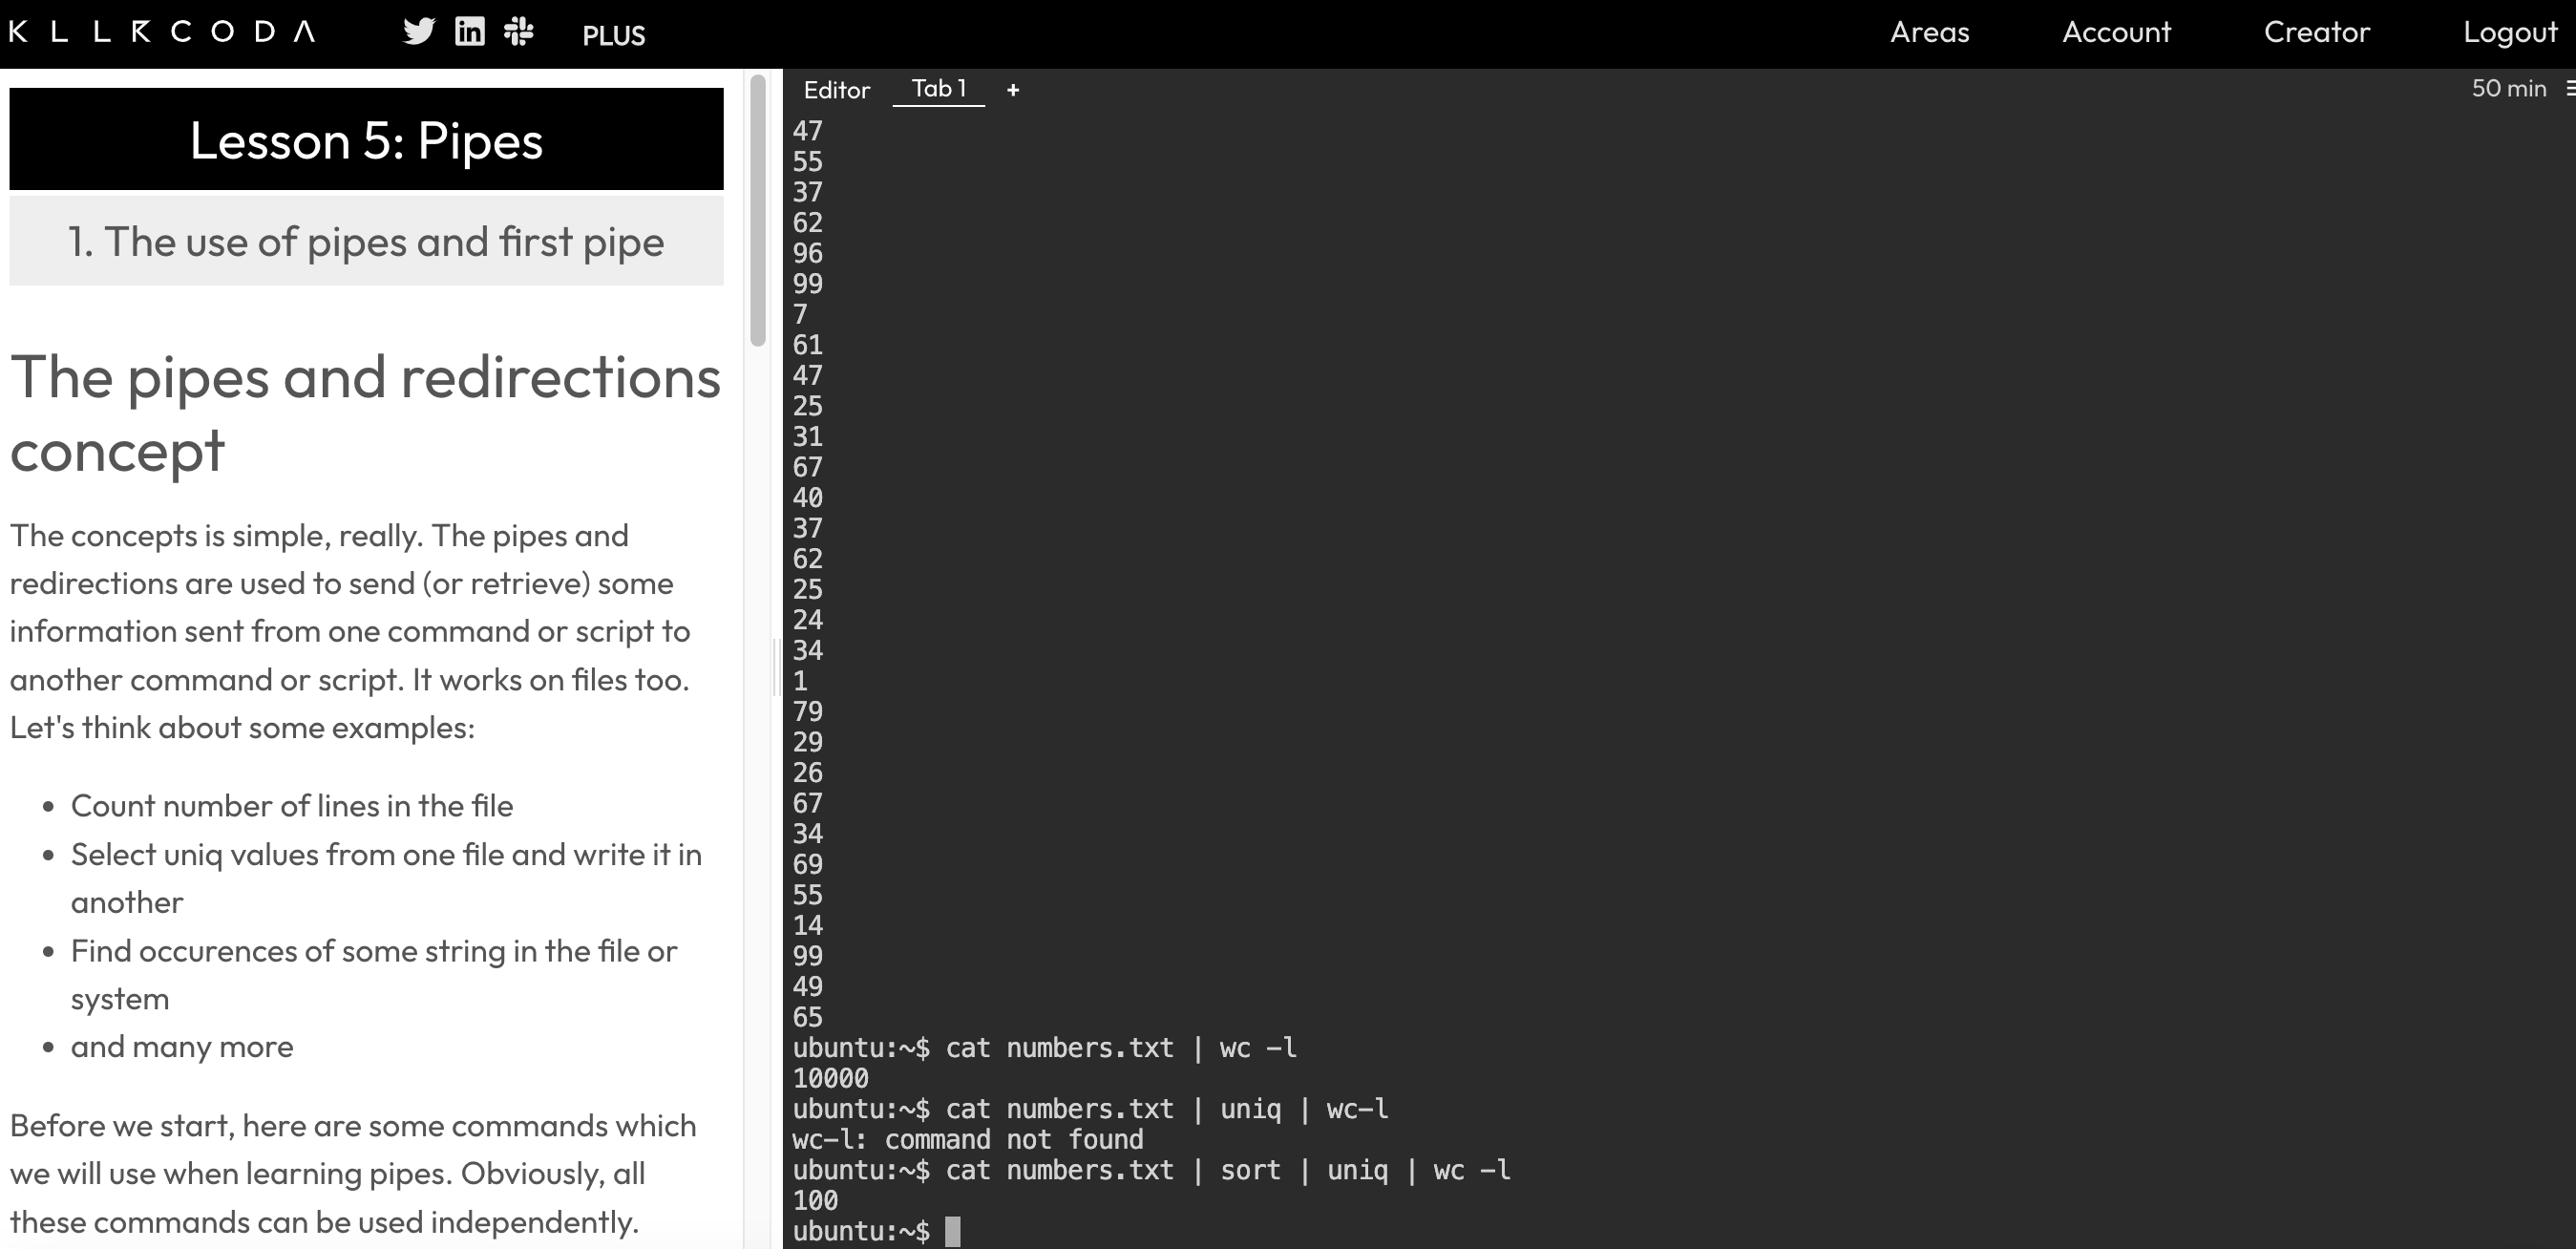 KLLRCODA PLUS Areas Account Creator Logout
Lesson 5: Pipes
1. The use of pipes and first pipe
The pipes and redirections
concept
The concepts is simple, really. The pipes and
redirections are used to send (or retrieve) some
information sent from one command or script to
another command or script. It works on files too.
Let's think about some examples:
• Count number of lines in the file
• Select uniq values from one file and write it in
another
• Find occurences of some string in the file or
system
• and many more
Before we start, here are some commands which
we will use when learning pipes. Obviously, all
these commands can be used independently.
Editor Tab 1 + 50 min
47
55
37
62
96
99
7
61
47
25
31
67
40
37
62
25
24
34
1
79
29
26
67
34
69
55
14
99
49
65
ubuntu:~$ cat numbers.txt | wc -l
10000
ubuntu:~$ cat numbers.txt | uniq | wc-l
wc-l: command not found
ubuntu:~$ cat numbers.txt | sort | uniq | wc -l
100
ubuntu:~$